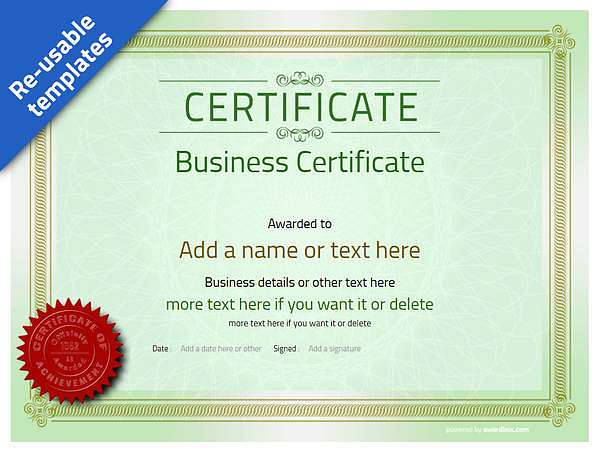 Re-usable
templates
CERTIFICATE
Business Certificate
Awarded to
Add a name or text here
Business details or other text here
more text here if you want it or delete
more text here if you want it or delete
Date : Add a date here or other Signed : Add a signature
CERTIFICATE OF
Officially
Awarded
ACHIEVEMENT
powered by awardbox.com